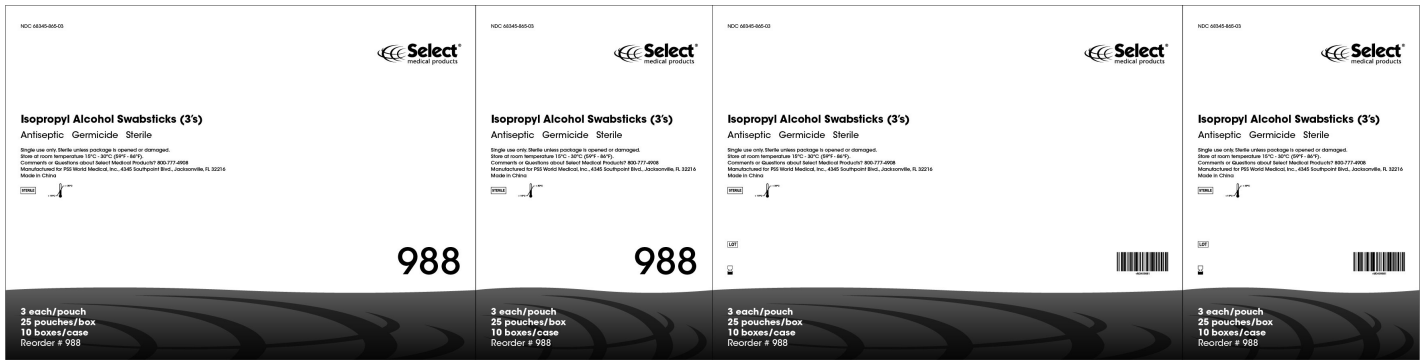 NDC 68345-865-03
Select®
medical products
Isopropyl Alcohol Swabsticks (3's)
Antiseptic Germicide Sterile
Single use only. Sterile unless package is opened or damaged.
Store at room temperature 15°C - 30°C (59°F - 86°F).
Comments or Questions about Select Medical Products? 800-777-4908
Manufactured for PSS World Medical, Inc., 4345 Southpoint Blvd., Jacksonville, FL 32216
Made in China
STERILE
988
3 each/pouch
25 pouches/box
10 boxes/case
Reorder # 988
NDC 68345-865-03
Select®
medical products
Isopropyl Alcohol Swabsticks (3's)
Antiseptic Germicide Sterile
Single use only. Sterile unless package is opened or damaged.
Store at room temperature 15°C - 30°C (59°F - 86°F).
Comments or Questions about Select Medical Products? 800-777-4908
Manufactured for PSS World Medical, Inc., 4345 Southpoint Blvd., Jacksonville, FL 32216
Made in China
STERILE
988
3 each/pouch
25 pouches/box
10 boxes/case
Reorder # 988
NDC 68345-865-03
Select®
medical products
Isopropyl Alcohol Swabsticks (3's)
Antiseptic Germicide Sterile
Single use only. Sterile unless package is opened or damaged.
Store at room temperature 15°C - 30°C (59°F - 86°F).
Comments or Questions about Select Medical Products? 800-777-4908
Manufactured for PSS World Medical, Inc., 4345 Southpoint Blvd., Jacksonville, FL 32216
Made in China
STERILE
LOT
3 each/pouch
25 pouches/box
10 boxes/case
Reorder # 988
NDC 68345-865-03
Select®
medical products
Isopropyl Alcohol Swabsticks (3's)
Antiseptic Germicide Sterile
Single use only. Sterile unless package is opened or damaged.
Store at room temperature 15°C - 30°C (59°F - 86°F).
Comments or Questions about Select Medical Products? 800-777-4908
Manufactured for PSS World Medical, Inc., 4345 Southpoint Blvd., Jacksonville, FL 32216
Made in China
STERILE
LOT
3 each/pouch
25 pouches/box
10 boxes/case
Reorder # 988